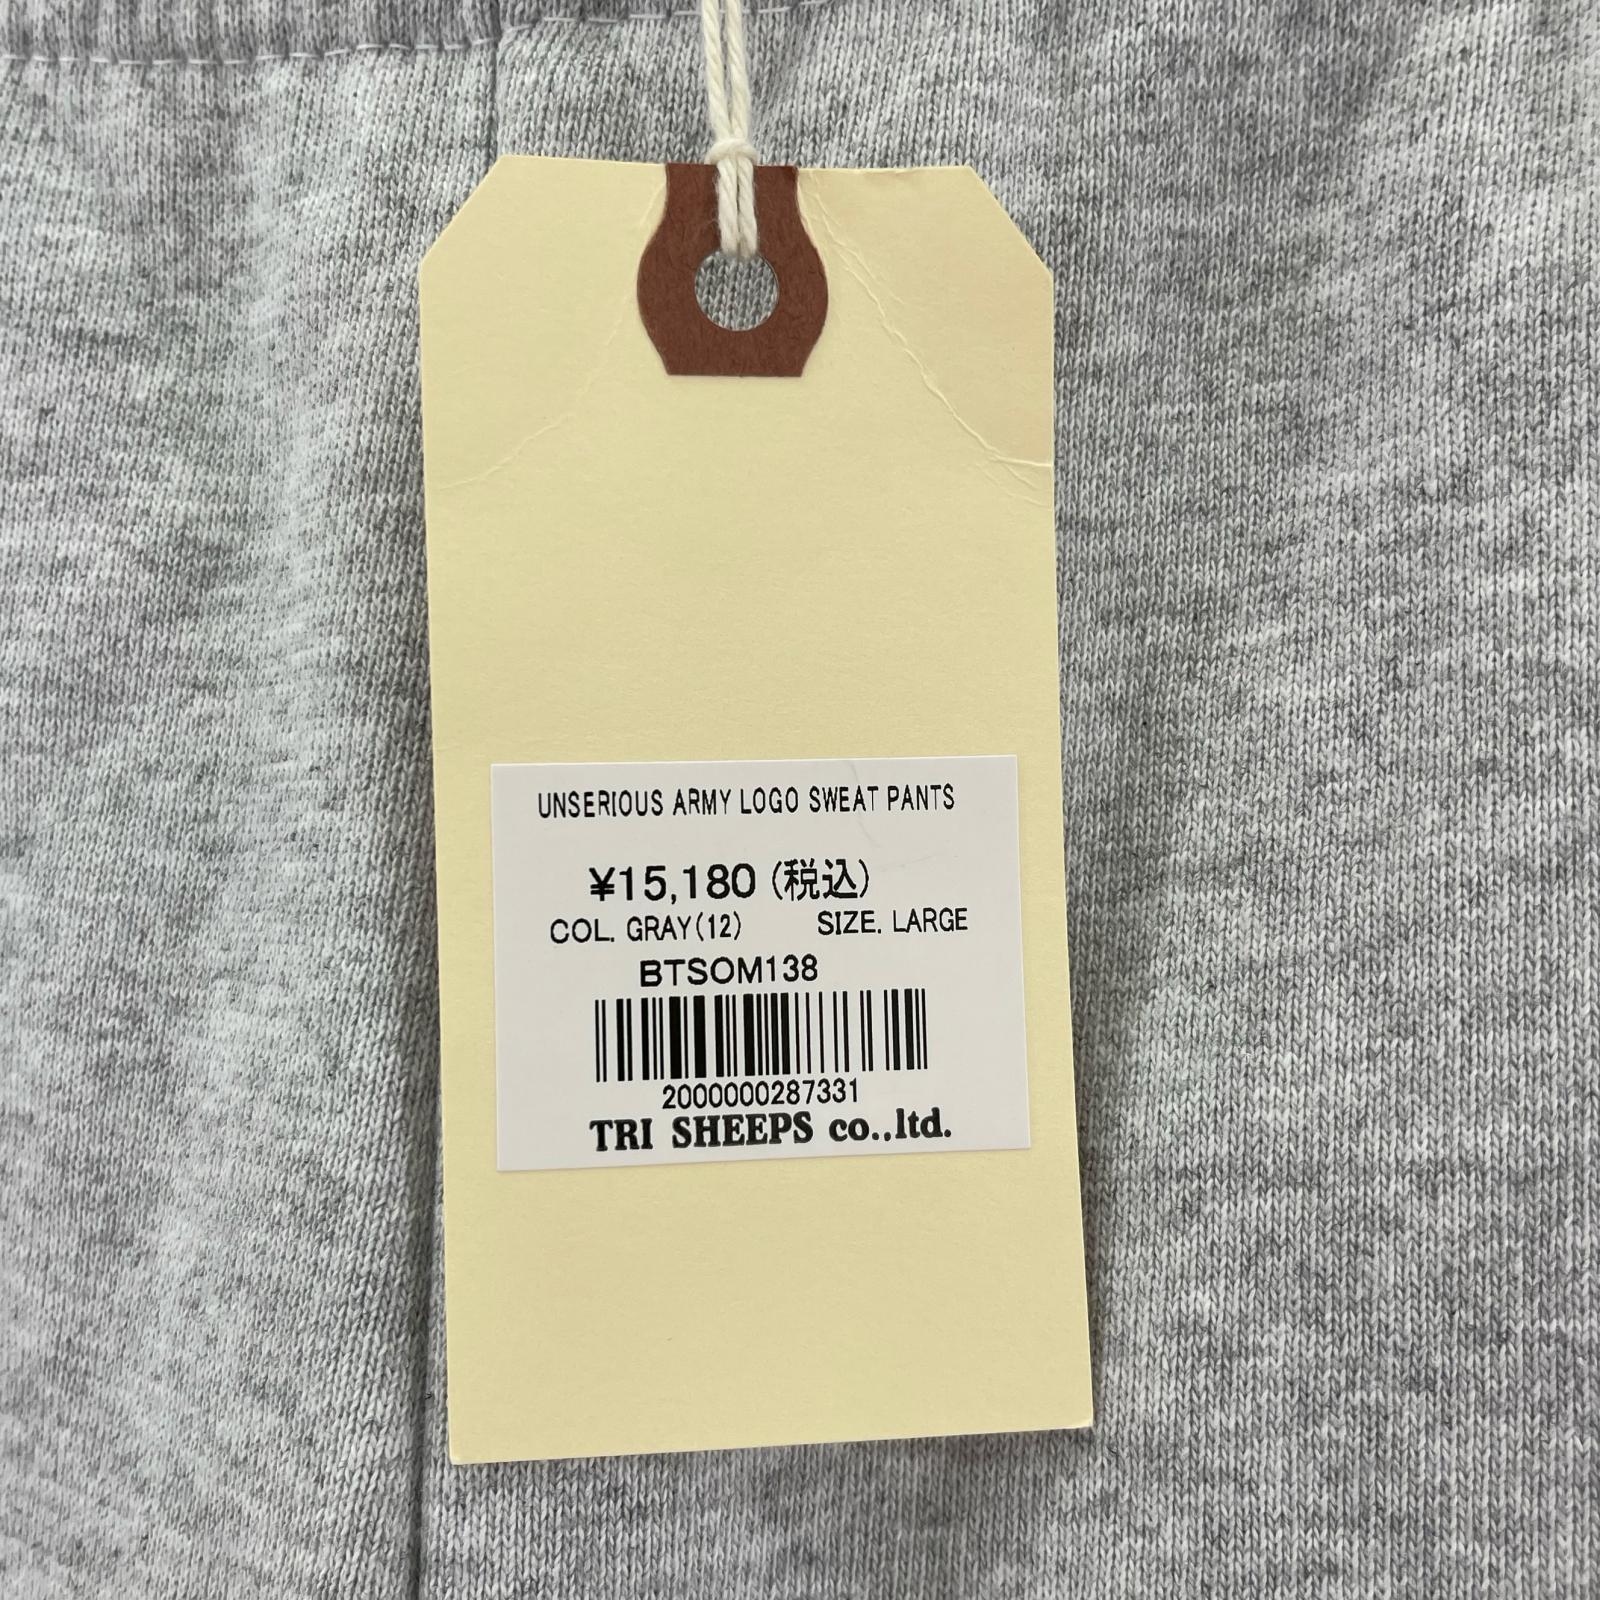 UNSERIOUS ARMY LOGO SWEAT PANTS
¥15,180 (税込)
COL. GRAY(12) SIZE. LARGE
BTSOM138
2000000287331
TRI SHEEPS co.,ltd.